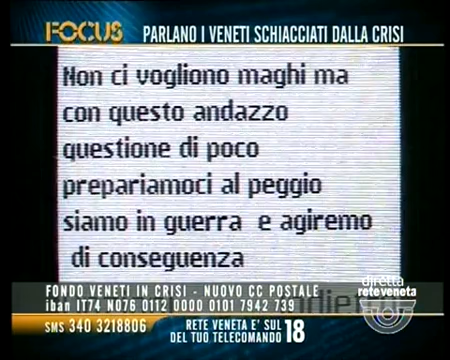 FOCUS
PARLANO I VENETI SCHIACCIATI DALLA CRISI
Non ci vogliono maghi ma
con questo andazzo
questione di poco
prepariamoci al peggio
siamo in guerra e agiremo
di conseguenza
diretta
reteveneta
FONDO VENETI IN CRISI - NUOVO CC POSTALE
iban IT74 N076 0112 0000 0101 7942 739
SMS 340 3218806
RETE VENETA E' SUL 18
DEL TUO TELECOMANDO